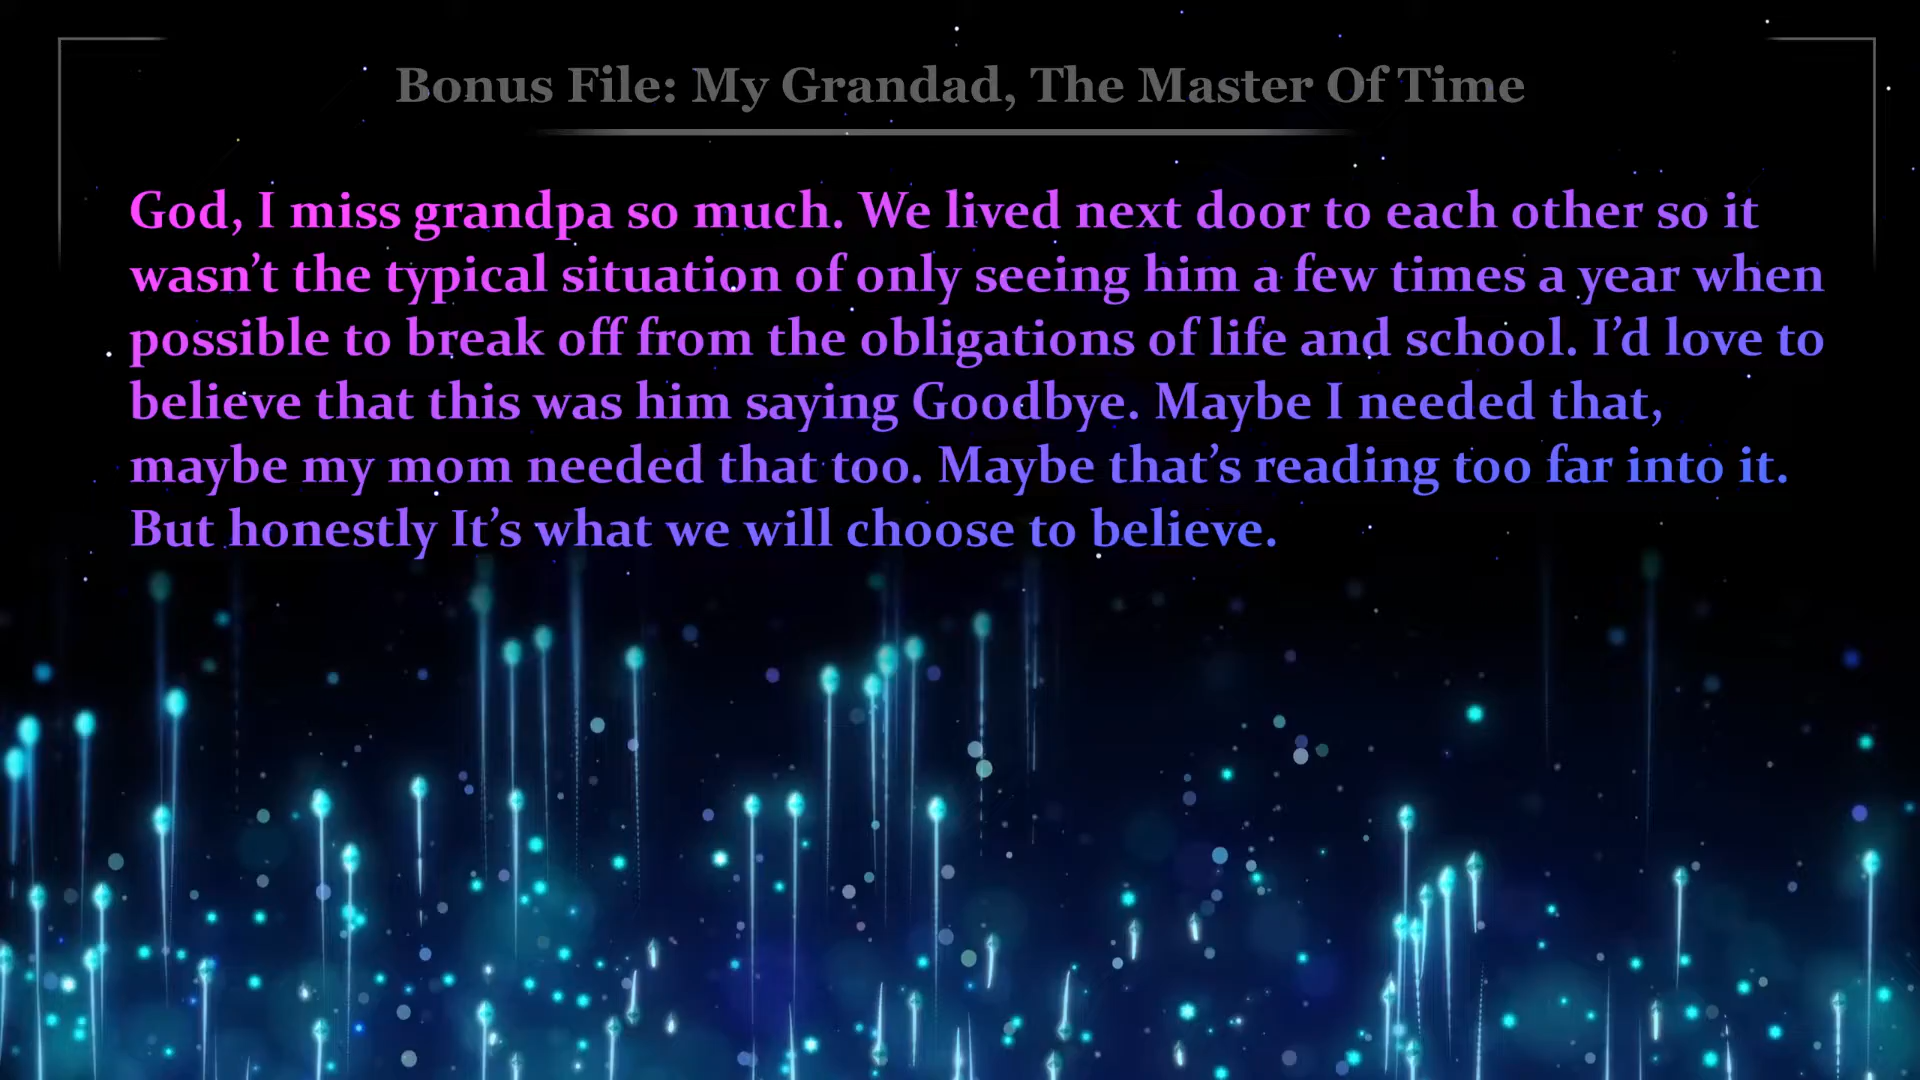 Bonus File: My Grandad, The Master Of Time
God, I miss grandpa so much. We lived next door to each other so it
wasn’t the typical situation of only seeing him a few times a year when
possible to break off from the obligations of life and school. I’d love to
believe that this was him saying Goodbye. Maybe I needed that,
maybe my mom needed that too. Maybe that’s reading too far into it.
But honestly It’s what we will choose to believe.